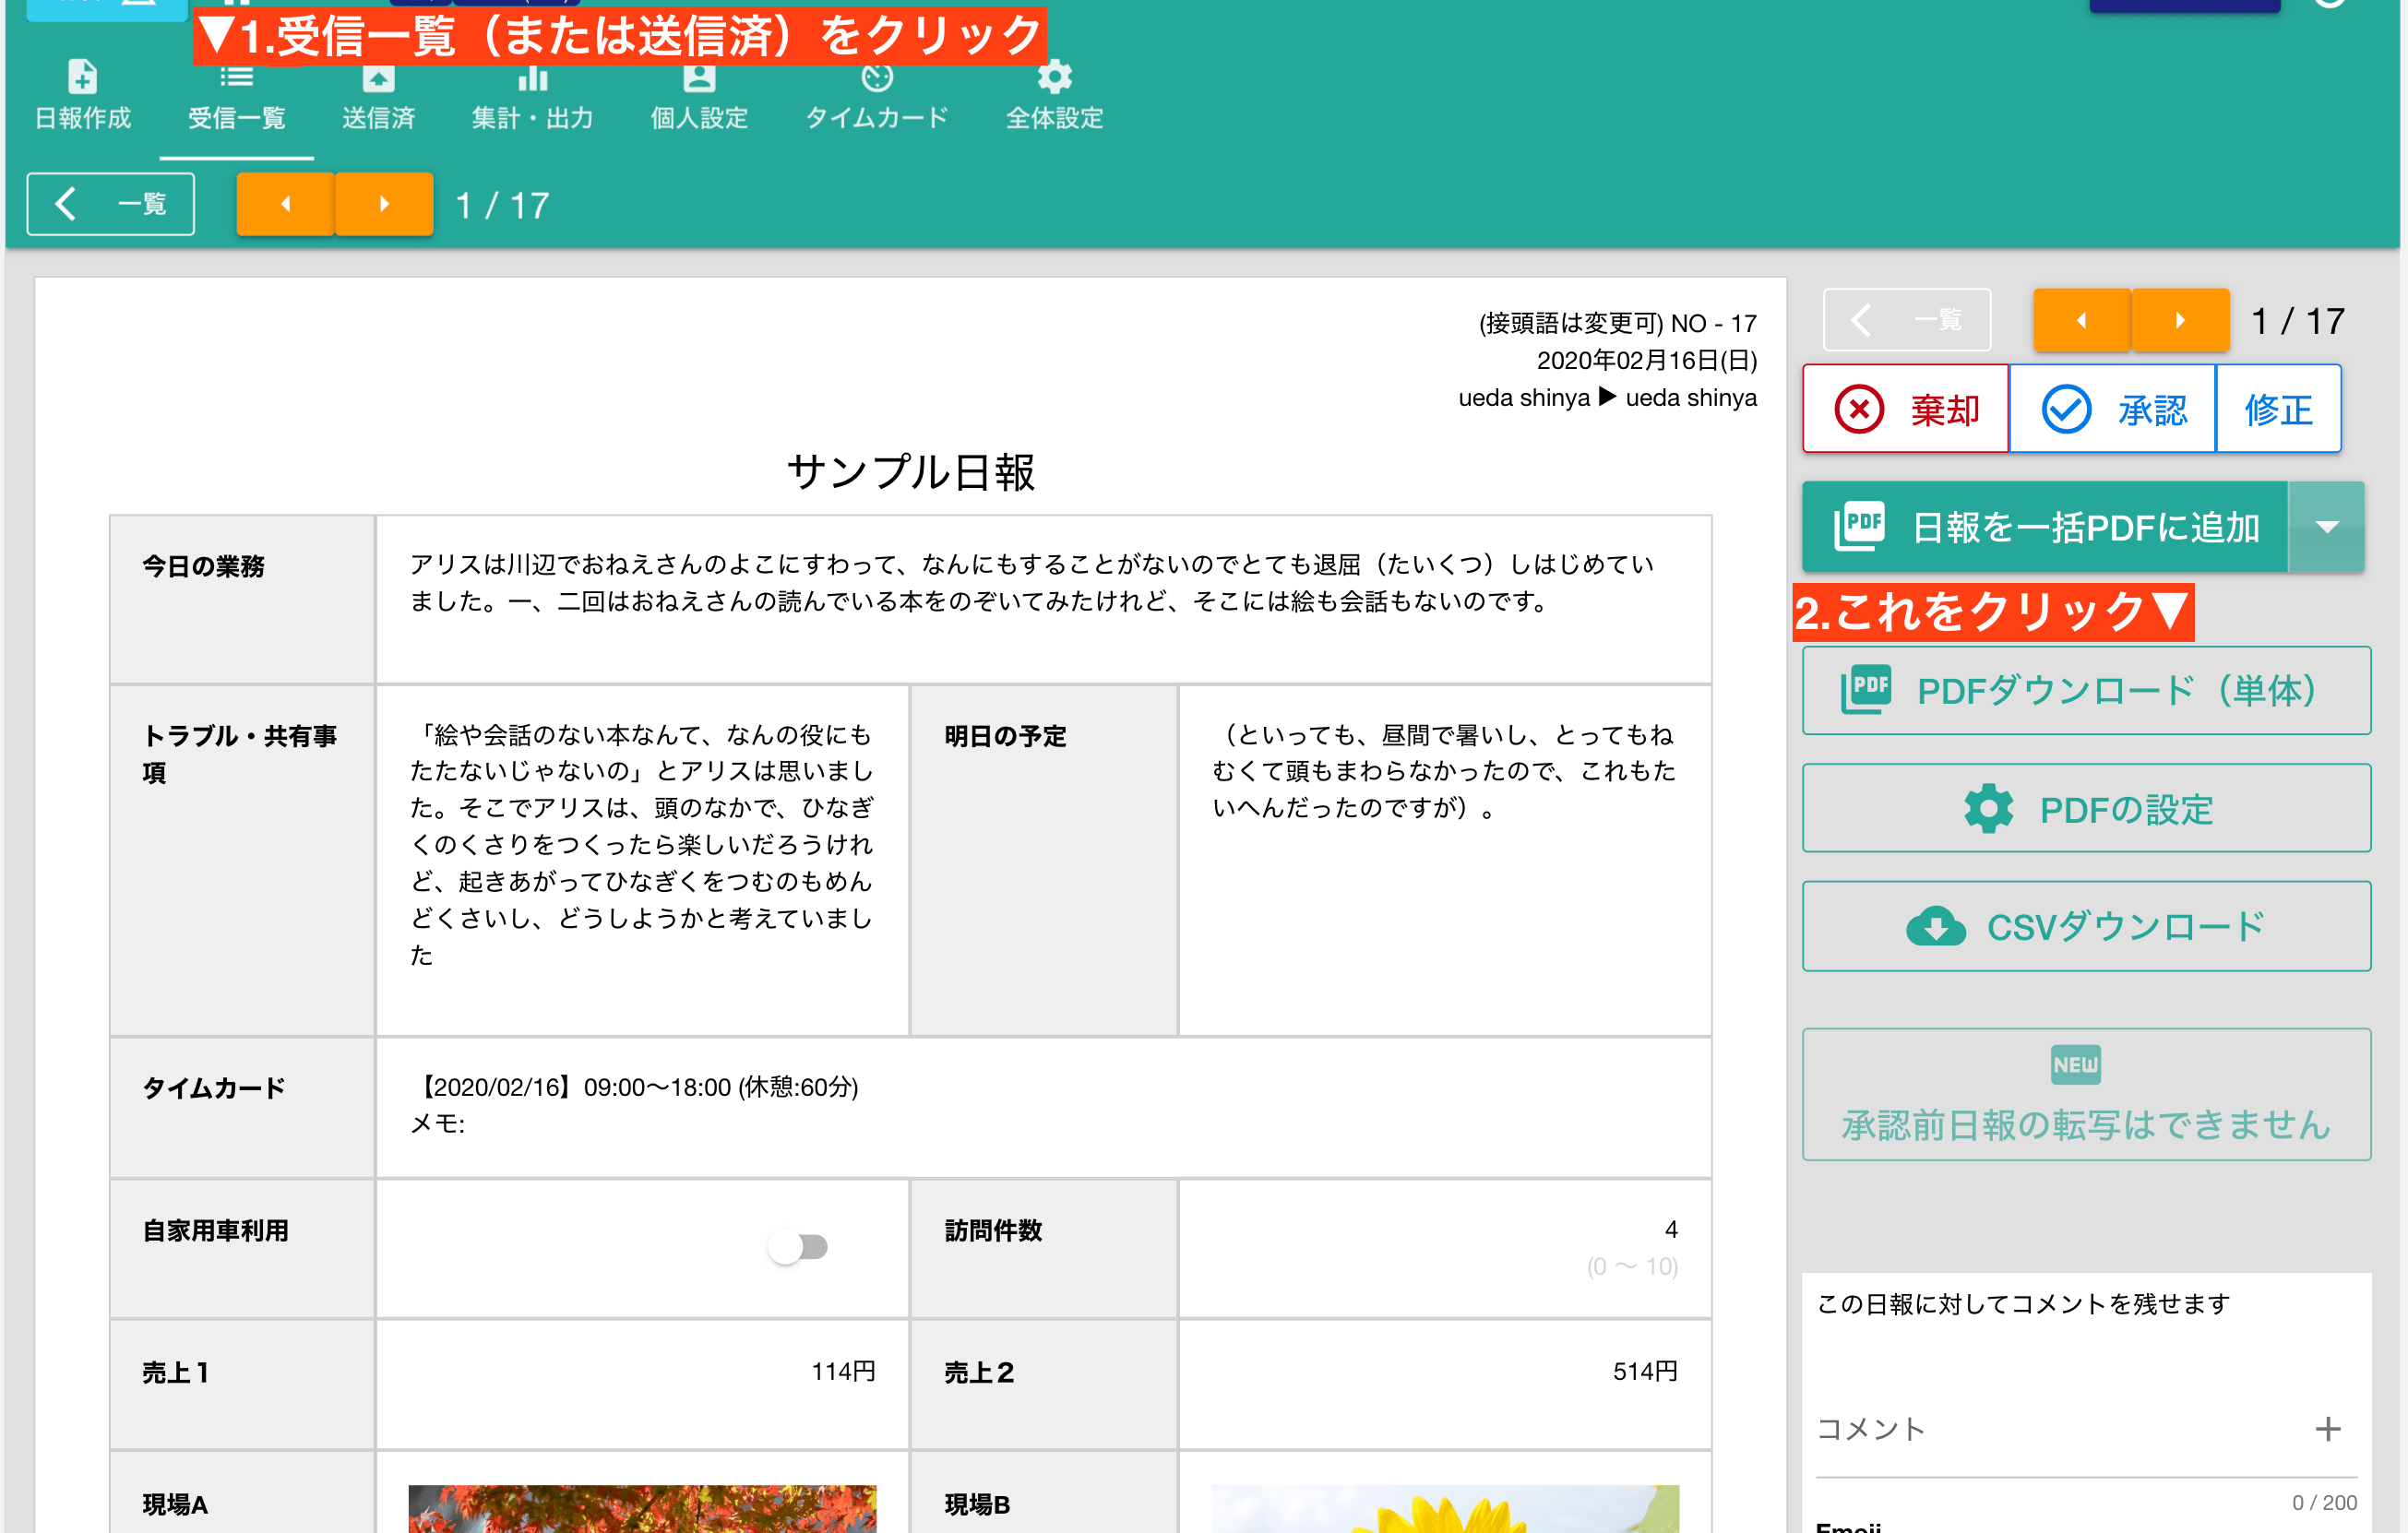 ▼1.受信一覧（または送信済）をクリック
日報作成
受信一覧
送信済
集計・出力
個人設定
タイムカード
全体設定
一覧
1 / 17
(接頭語は変更可) NO - 17
2020年02月16日(日)
ueda shinya ▶ ueda shinya
サンプル日報
今日の業務
アリスは川辺でおねえさんのよこにすわって、なんにもすることがないのでとても退屈（たいくつ）しはじめてい
ました。一、二回はおねえさんの読んでいる本をのぞいてみたけれど、そこには絵も会話もないのです。
トラブル・共有事
項
「絵や会話のない本なんて、なんの役にも
たたないじゃないの」とアリスは思いまし
た。そこでアリスは、頭のなかで、ひなぎ
くのくさりをつくったら楽しいだろうけれ
ど、起きあがってひなぎくをつむのもめん
どくさいし、どうしようかと考えていまし
た
明日の予定
（といっても、昼間で暑いし、とってもね
むくて頭もまわらなかったので、これもた
いへんだったのですが）。
タイムカード
【2020/02/16】09:00〜18:00 (休憩:60分)
メモ:
自家用車利用
訪問件数
4
(0 〜 10)
売上１
114円
売上２
514円
現場A
現場B
一覧
1 / 17
棄却
承認
修正
PDF 日報を一括PDFに追加
2.これをクリック▼
PDF PDFダウンロード（単体）
PDFの設定
CSVダウンロード
NEW
承認前日報の転写はできません
この日報に対してコメントを残せます
コメント
0 / 200
Emoji